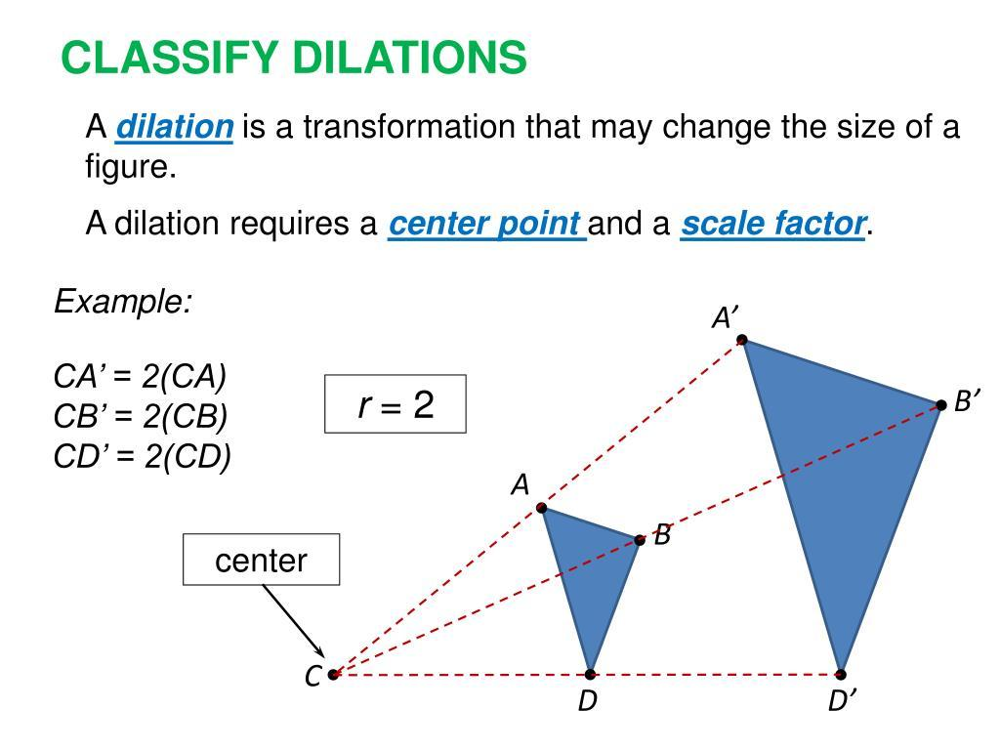 CLASSIFY DILATIONS
A dilation is a transformation that may change the size of a
figure.
A dilation requires a center point and a scale factor.
Example:
CA’ = 2(CA)
CB’ = 2(CB)
CD’ = 2(CD)
r = 2
center
A’
B’
A
B
C
D
D’